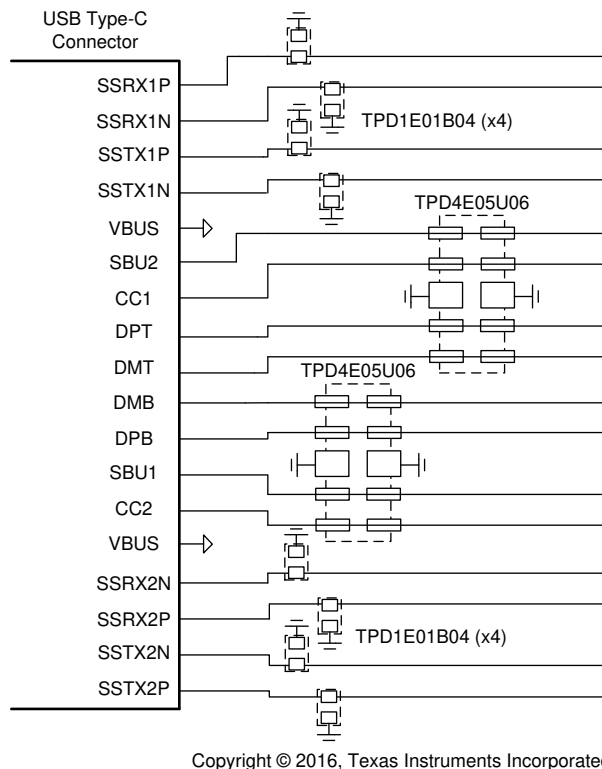 USB Type-C
Connector
SSRX1P
SSRX1N
TPD1E01B04 (x4)
SSTX1P
SSTX1N
TPD4E05U06
VBUS
SBU2
CC1
DPT
DMT
TPD4E05U06
DMB
DPB
SBU1
CC2
VBUS
SSRX2N
SSRX2P
TPD1E01B04 (x4)
SSTX2N
SSTX2P
Copyright © 2016, Texas Instruments Incorporated